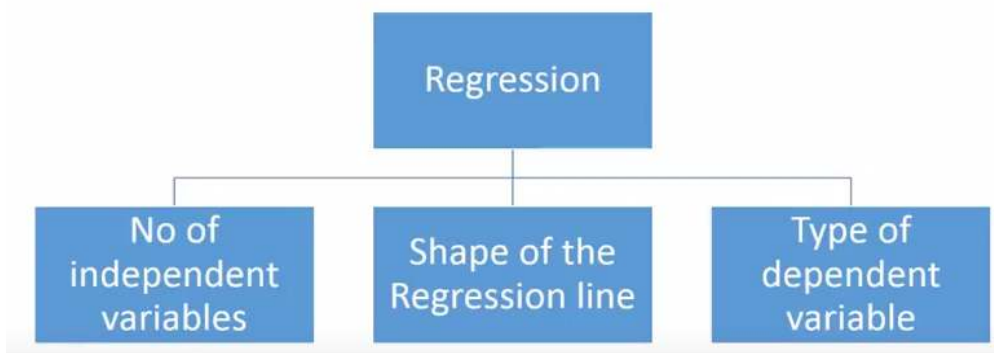 Regression
No of
independent
variables
Shape of the
Regression line
Type of
dependent
variable